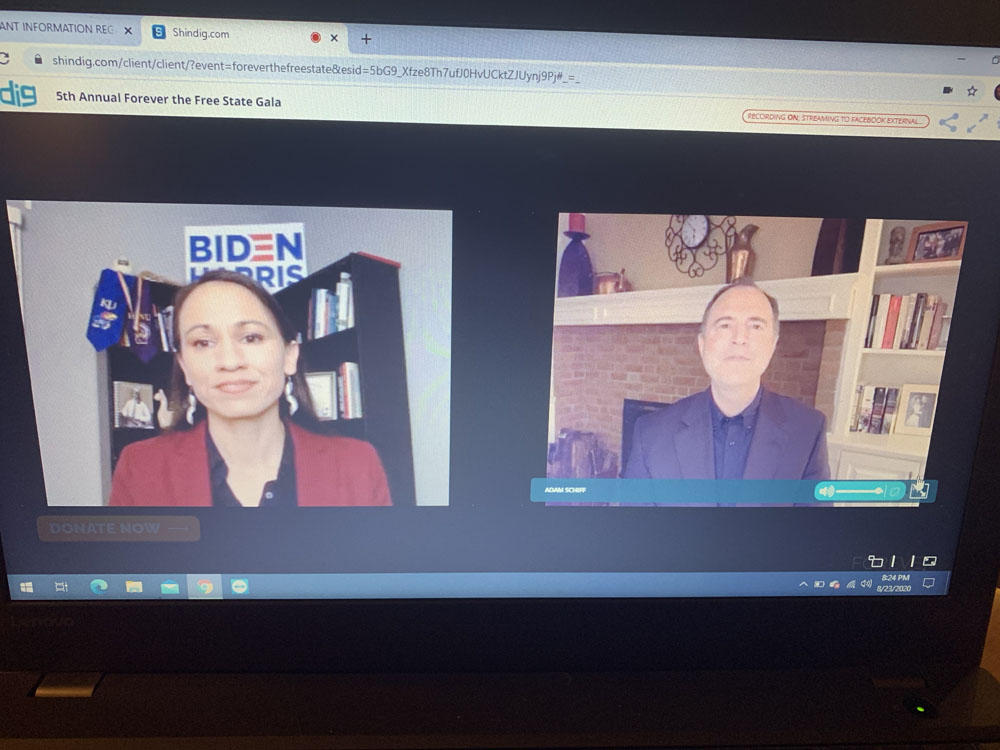 ANT INFORMATION REG
Shindig.com
shindig.com/client/client/?event=foreverthefreestate&esid=5bG9_Xfze8Th7ufJ0HvUCktZJUynj9Pj#_=_
dig
5th Annual Forever the Free State Gala
RECORDING ON; STREAMING TO FACEBOOK EXTERNAL...
BIDEN
HARRIS
KU
ADAM SCHIFF
DONATE NOW
8:24 PM
8/23/2020
Lenovo